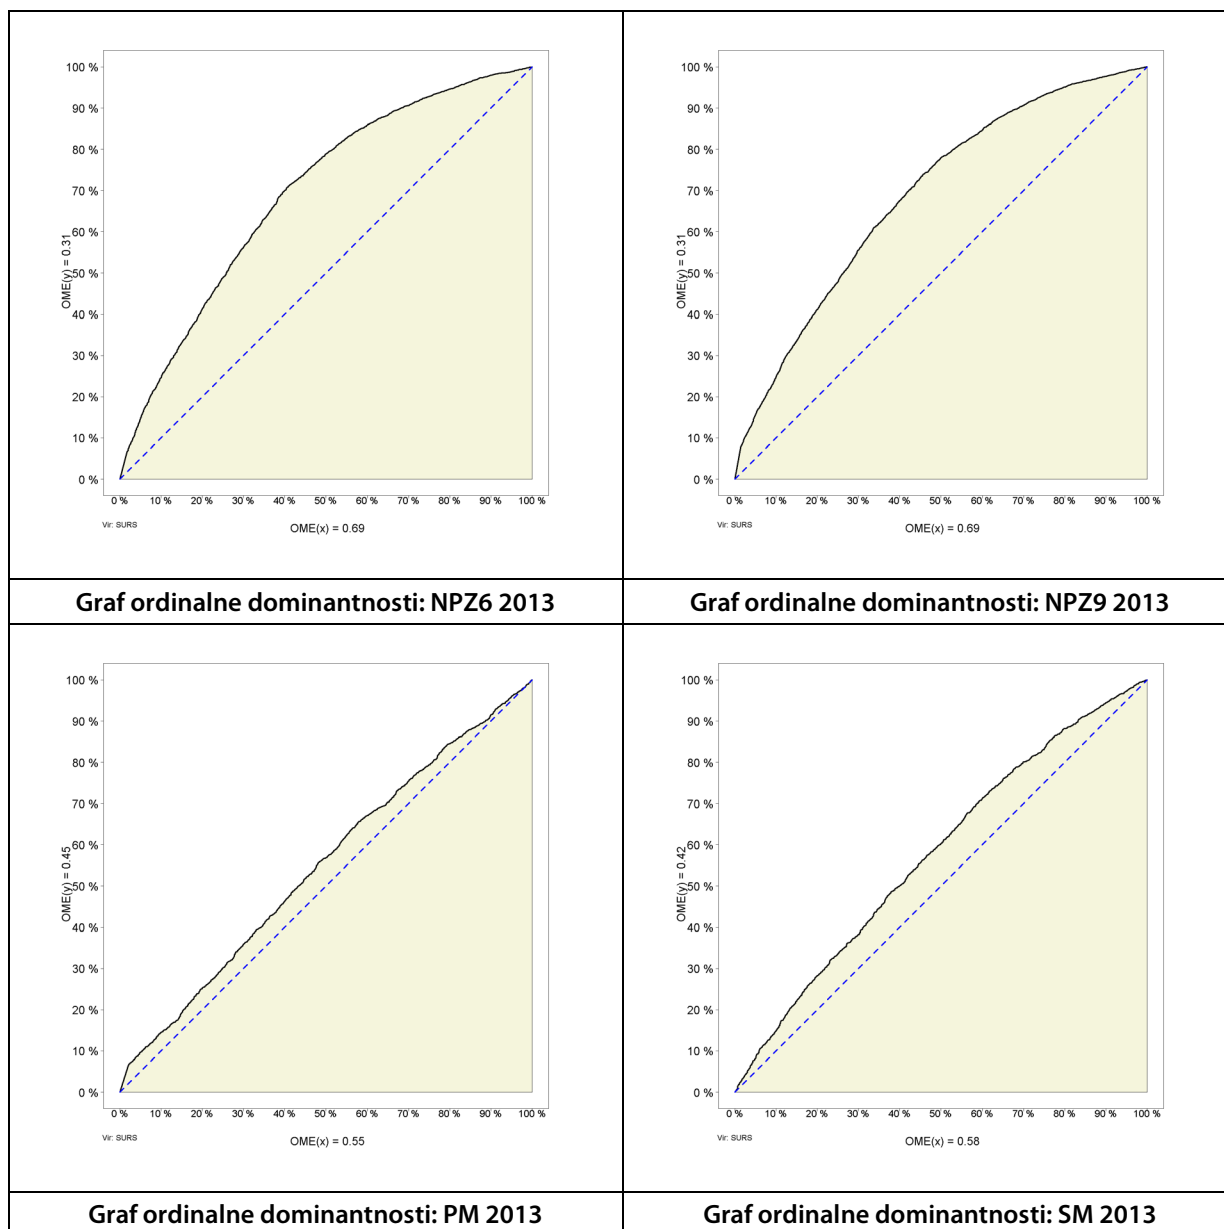 100 %
90 %
80 %
70 %
60 %
50 %
40 %
30 %
20 %
10 %
0 %
OME(y) = 0.31
0 % 10 % 20 % 30 % 40 % 50 % 60 % 70 % 80 % 90 % 100 %
Vir: SURS
OME(x) = 0.69
100 %
90 %
80 %
70 %
60 %
50 %
40 %
30 %
20 %
10 %
0 %
OME(y) = 0.31
0 % 10 % 20 % 30 % 40 % 50 % 60 % 70 % 80 % 90 % 100 %
Vir: SURS
OME(x) = 0.69
Graf ordinalne dominantnosti: NPZ6 2013
Graf ordinalne dominantnosti: NPZ9 2013
100 %
90 %
80 %
70 %
60 %
50 %
40 %
30 %
20 %
10 %
0 %
OME(y) = 0.45
0 % 10 % 20 % 30 % 40 % 50 % 60 % 70 % 80 % 90 % 100 %
Vir: SURS
OME(x) = 0.55
100 %
90 %
80 %
70 %
60 %
50 %
40 %
30 %
20 %
10 %
0 %
OME(y) = 0.42
0 % 10 % 20 % 30 % 40 % 50 % 60 % 70 % 80 % 90 % 100 %
Vir: SURS
OME(x) = 0.58
Graf ordinalne dominantnosti: PM 2013
Graf ordinalne dominantnosti: SM 2013